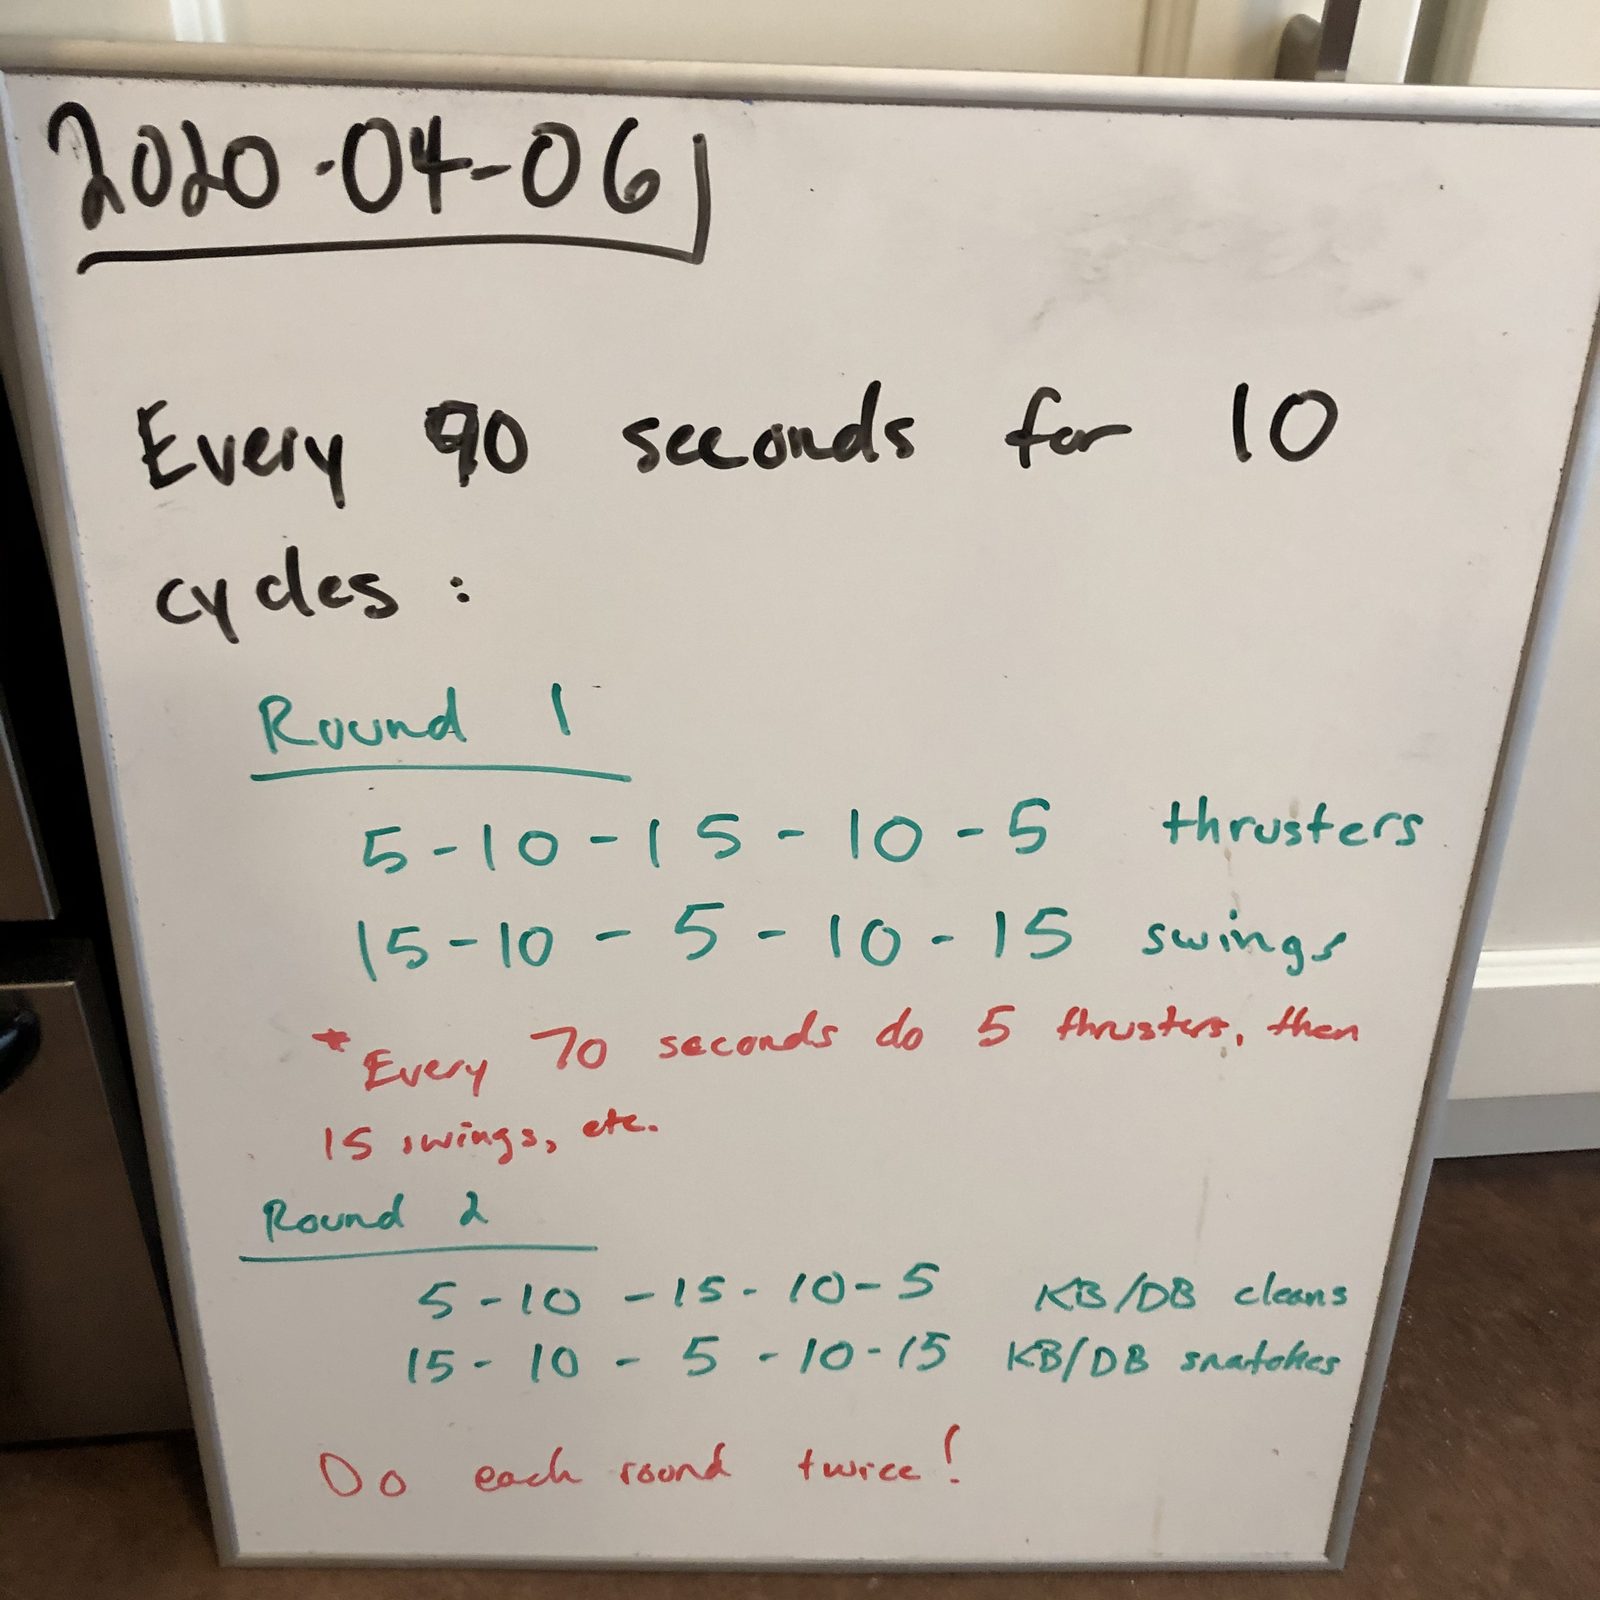 2020-04-06
Every 90 seconds for 10
cycles :
Round 1
5-10-15-10-5 thrusters
15-10-5-10-15 swings
* Every 70 seconds do 5 thrusters, then
15 swings, etc.
Round 2
5-10-15-10-5 KB/DB cleans
15-10-5-10-15 KB/DB snatches
Do each round twice!